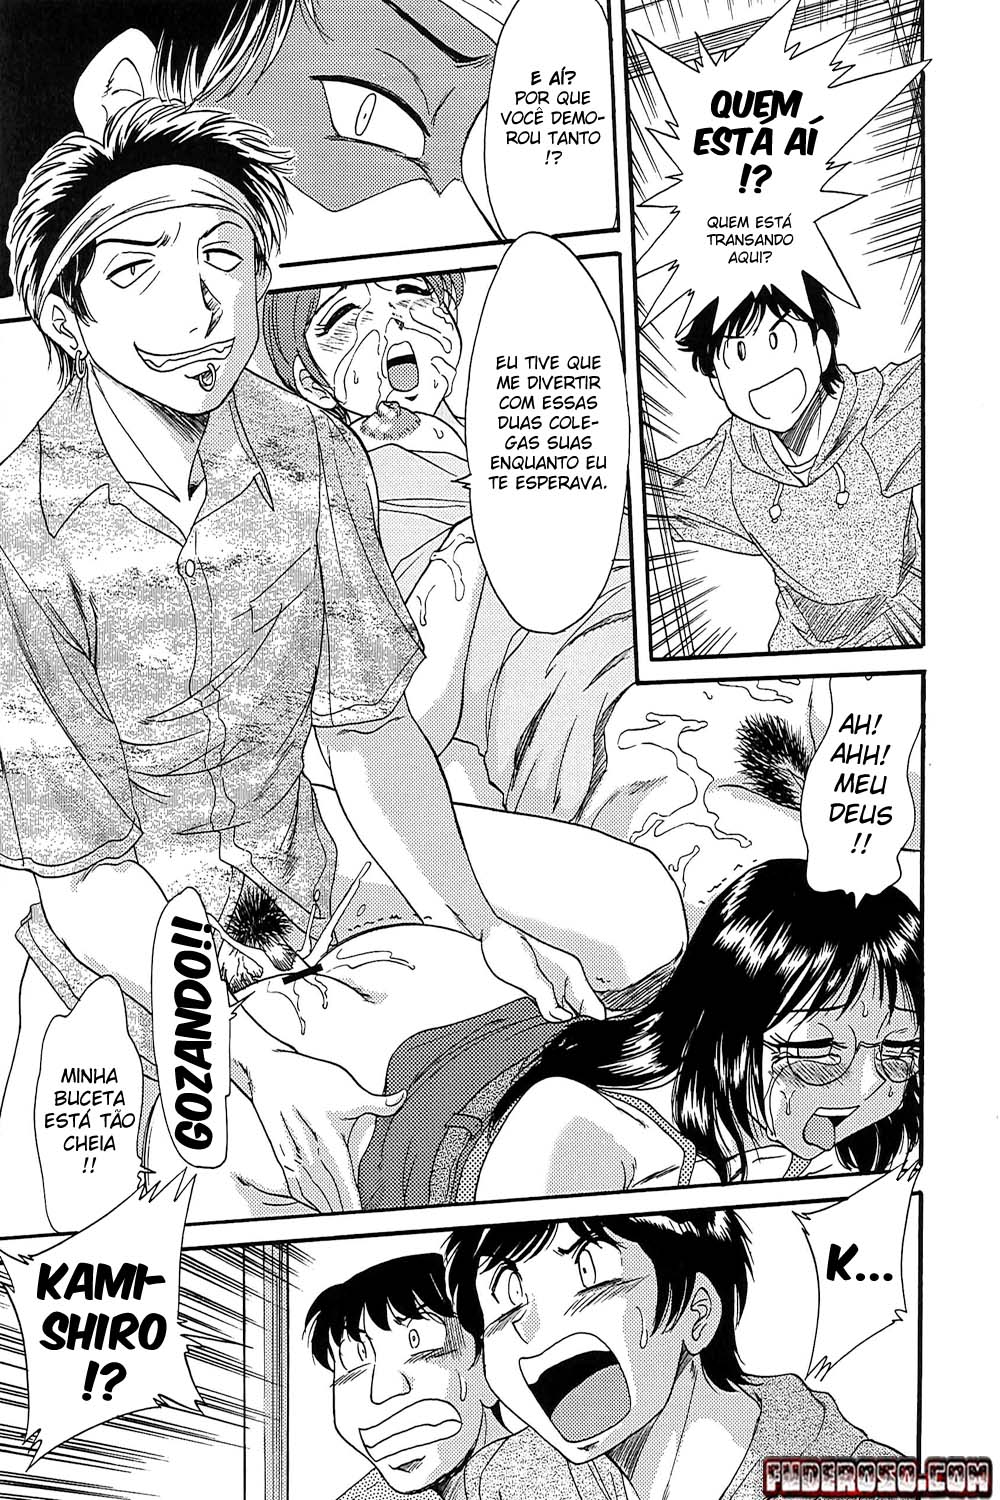 QUEM
ESTÁ AÍ
!?
QUEM ESTÁ
TRANSANDO
AQUI?
E AÍ?
POR QUE
VOCÊ DEMO-
ROU TANTO
!?
EU TIVE QUE
ME DIVERTIR
COM ESSAS
DUAS COLE-
GAS SUAS
ENQUANTO EU
TE ESPERAVA.
AH!
AHH!
MEU
DEUS
!!
GOZANDO!!
MINHA
BUCETA
ESTÁ TÃO
CHEIA
!!
K...
KAMI-
SHIRO
!?
FUDEROSO.COM